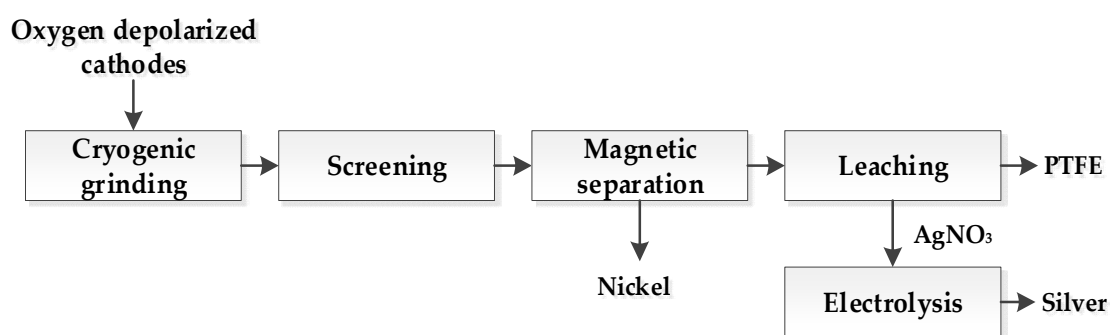 Oxygen depolarized
cathodes
Cryogenic
grinding
Screening
Magnetic
separation
Leaching
PTFE
AgNO₃
Nickel
Electrolysis
Silver